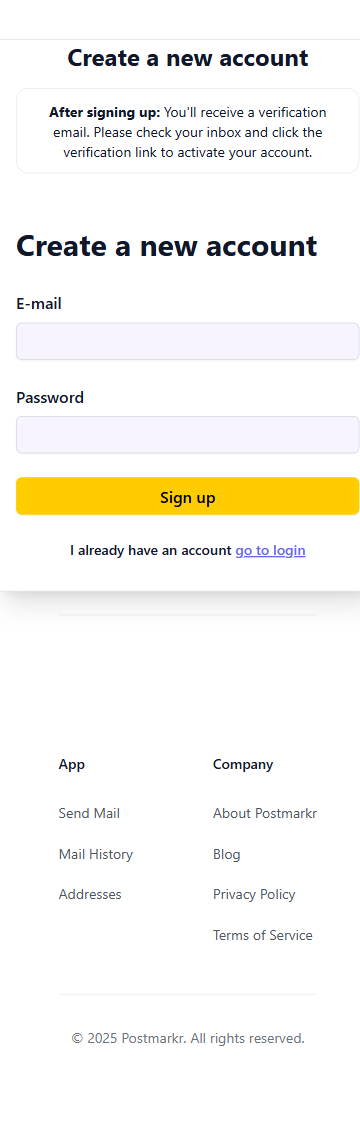 Create a new account
After signing up: You'll receive a verification
email. Please check your inbox and click the
verification link to activate your account.
Create a new account
E-mail
Password
Sign up
I already have an account go to login
App
Send Mail
Mail History
Addresses
Company
About Postmarkr
Blog
Privacy Policy
Terms of Service
© 2025 Postmarkr. All rights reserved.